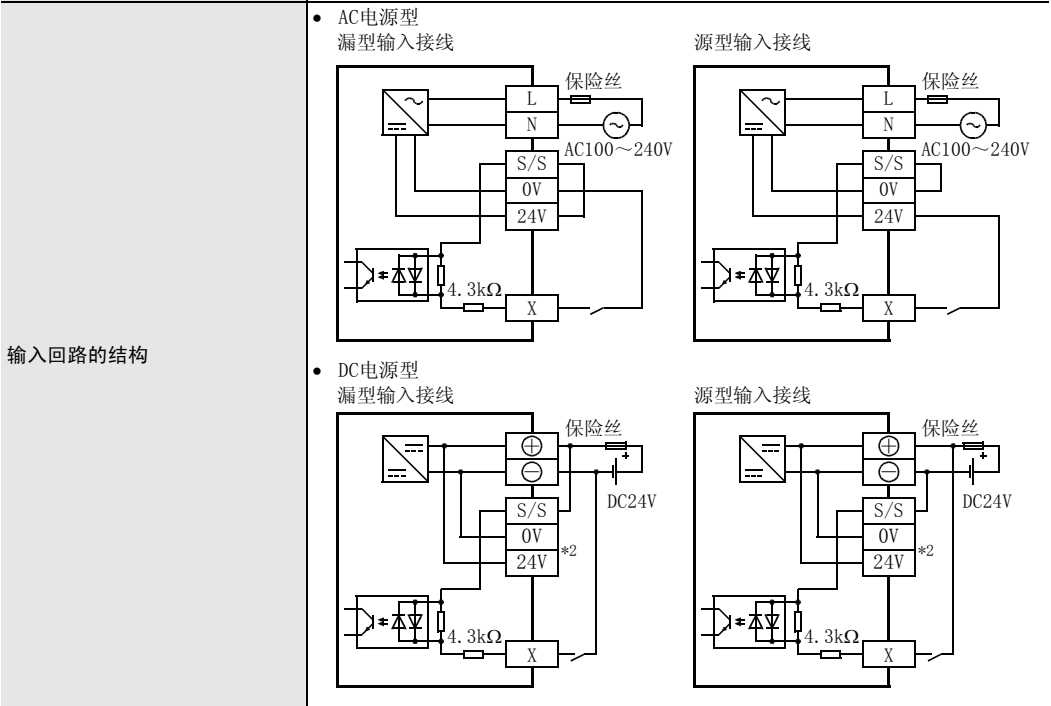 输入回路的结构
• AC电源型
漏型输入接线
保险丝
L
N
AC100～240V
S/S
0V
24V
4.3kΩ
X
源型输入接线
保险丝
L
N
AC100～240V
S/S
0V
24V
4.3kΩ
X
• DC电源型
漏型输入接线
保险丝
+
DC24V
S/S
0V
24V
*2
4.3kΩ
X
源型输入接线
保险丝
+
DC24V
S/S
0V
24V
*2
4.3kΩ
X